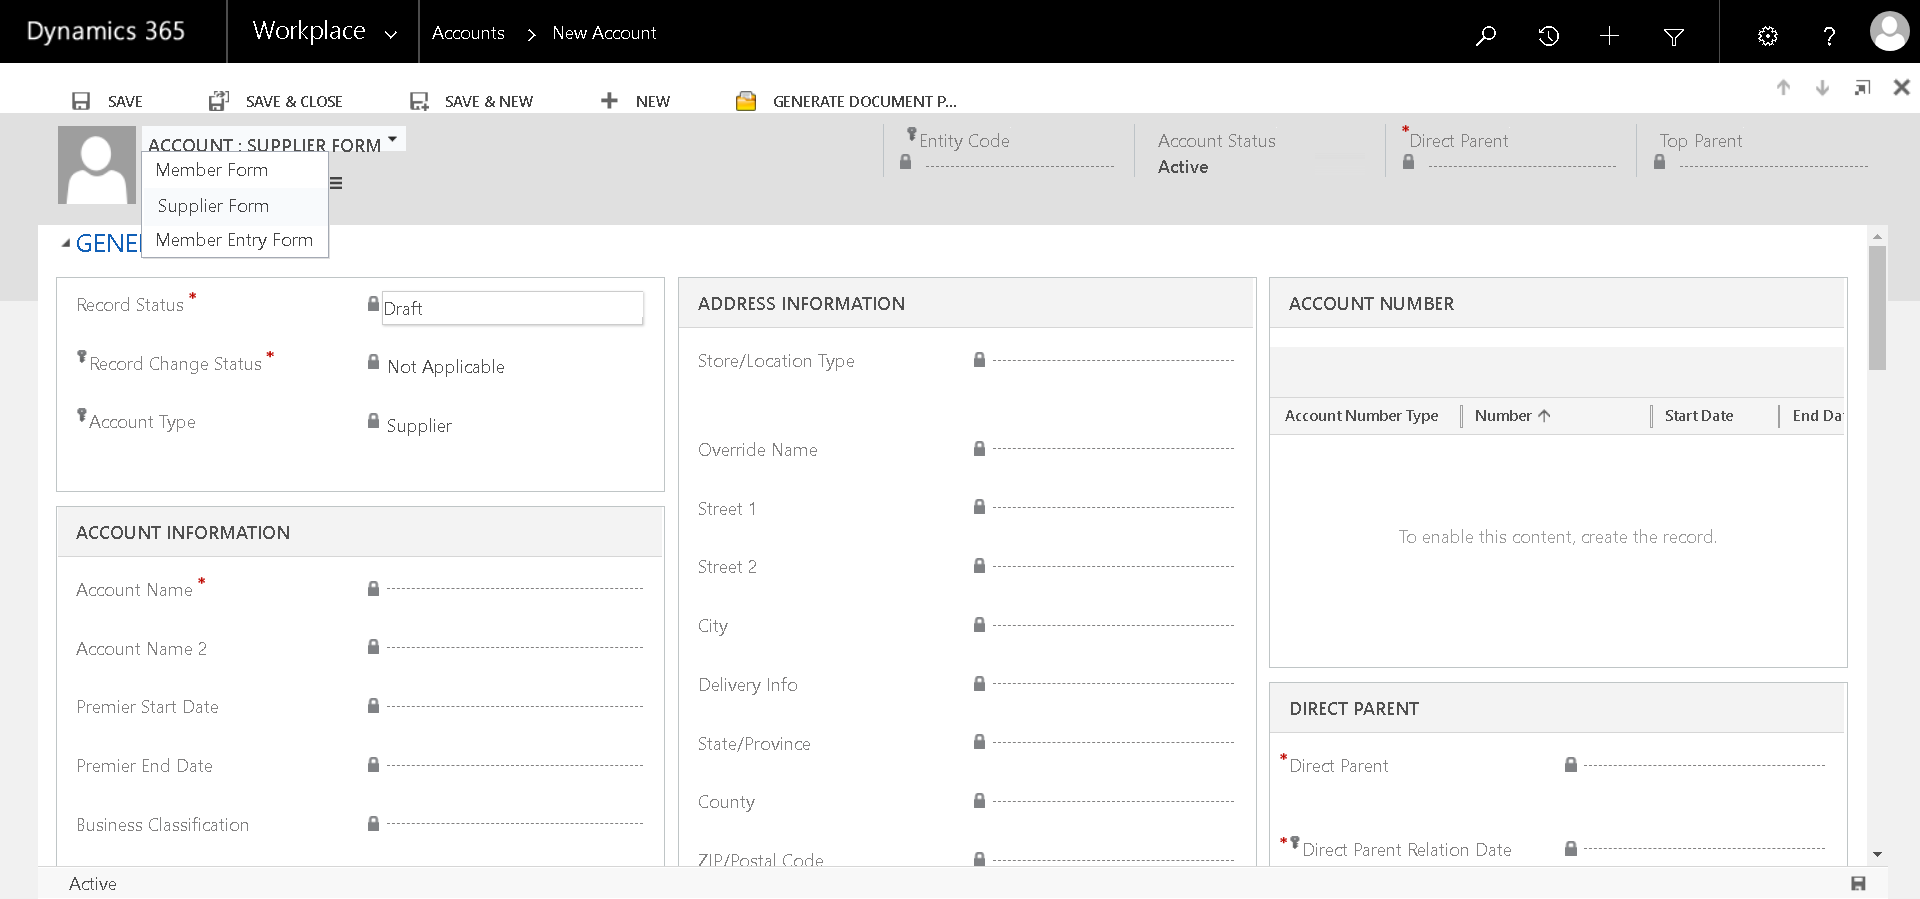 Dynamics 365
Workplace
Accounts > New Account
SAVE
SAVE & CLOSE
SAVE & NEW
NEW
GENERATE DOCUMENT P...
ACCOUNT : SUPPLIER FORM
Member Form
Supplier Form
Member Entry Form
Entity Code
Account Status
Active
*Direct Parent
Top Parent
GENE
Record Status *
Draft
Record Change Status *
Not Applicable
Account Type
Supplier
ACCOUNT INFORMATION
Account Name *
Account Name 2
Premier Start Date
Premier End Date
Business Classification
ADDRESS INFORMATION
Store/Location Type
Override Name
Street 1
Street 2
City
Delivery Info
State/Province
County
ZIP/Postal Code
ACCOUNT NUMBER
Account Number Type
Number ↑
Start Date
End Da
To enable this content, create the record.
DIRECT PARENT
*Direct Parent
*Direct Parent Relation Date
Active